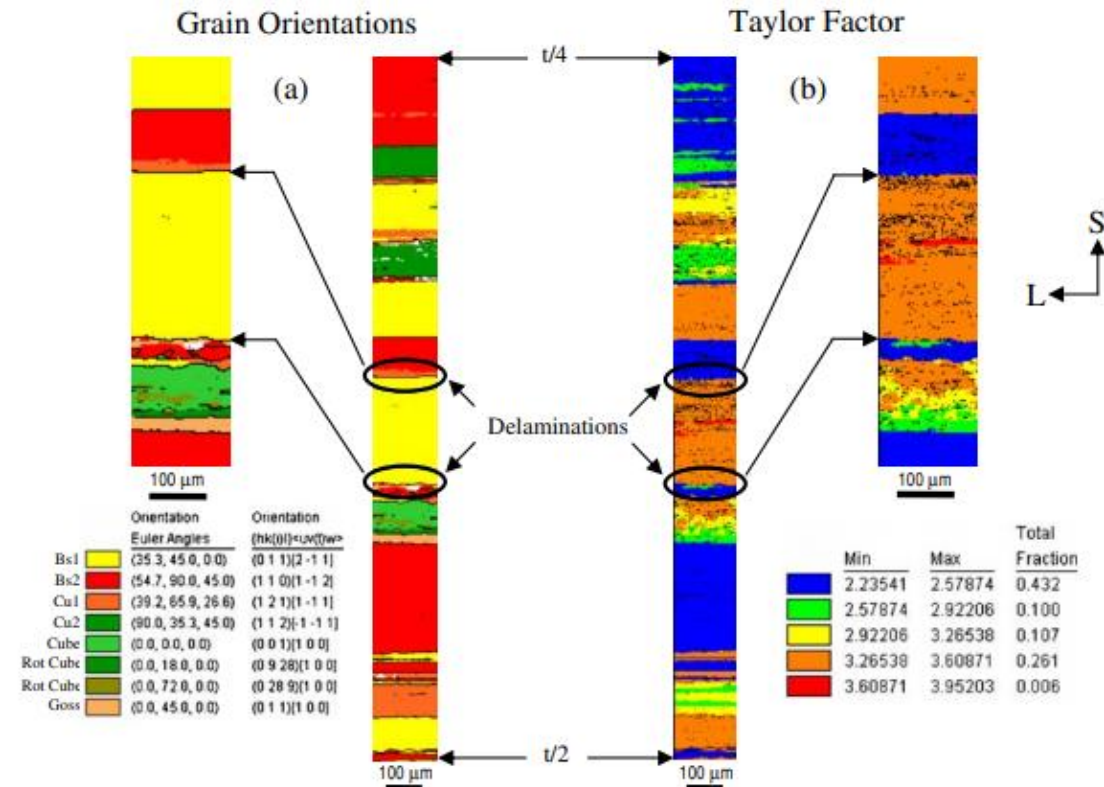 Grain Orientations
Taylor Factor
t/4
(a)
(b)
S
L
Delaminations
100 µm
100 µm
Orientation Orientation
Euler Angles {hk(i)l}<uv(t)w>
Bs1 (35.3, 45.0, 0.0) (0 1 1)[2 -1 1]
Bs2 (54.7, 90.0, 45.0) (1 1 0)[1 -1 2]
Cu1 (39.2, 65.9, 26.6) (1 2 1)[1 -1 1]
Cu2 (90.0, 35.3, 45.0) (1 1 2)[-1 -1 1]
Cube (0.0, 0.0, 0.0) (0 0 1)[1 0 0]
Rot Cube (0.0, 18.0, 0.0) (0 9 28)[1 0 0]
Rot Cube (0.0, 72.0, 0.0) (0 28 9)[1 0 0]
Goss (0.0, 45.0, 0.0) (0 1 1)[1 0 0]
Total
Min Max Fraction
2.23541 2.57874 0.432
2.57874 2.92206 0.100
2.92206 3.26538 0.107
3.26538 3.60871 0.261
3.60871 3.95203 0.006
t/2
100 µm
100 µm